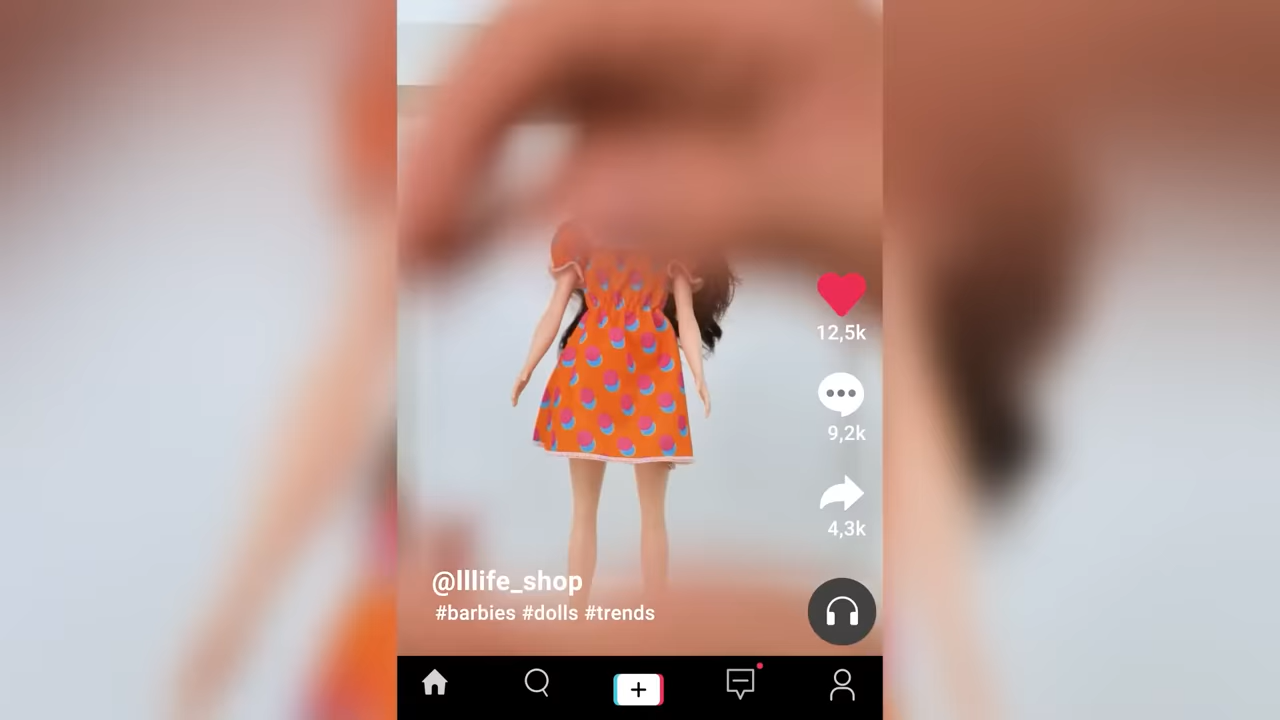 12,5k
9,2k
4,3k
@lllife_shop
#barbies #dolls #trends